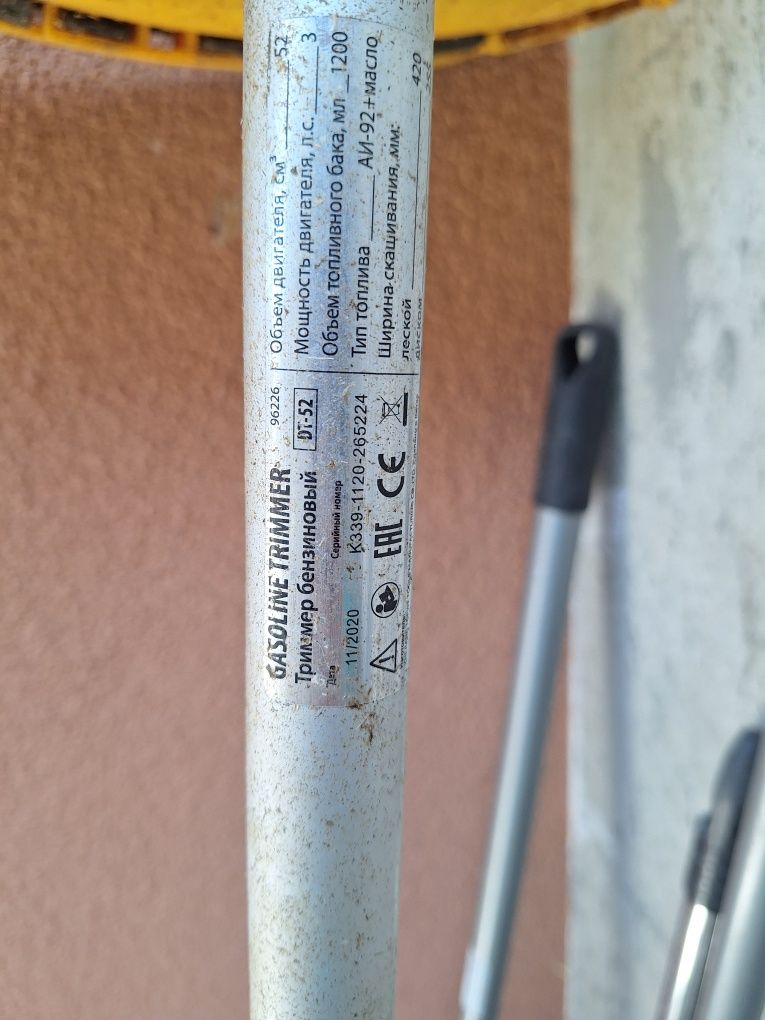 GASOLINE TRIMMER 96226
Триммер бензиновый DT-52
Дата Серийный номер
11/2020 K339-1120-265224
EAC CE
Объем двигателя, см³ 52
Мощность двигателя, л.с. 3
Объем топливного бака, мл 1200
Тип топлива АИ-92+масло
Ширина скашивания, мм:
леской 420
диском